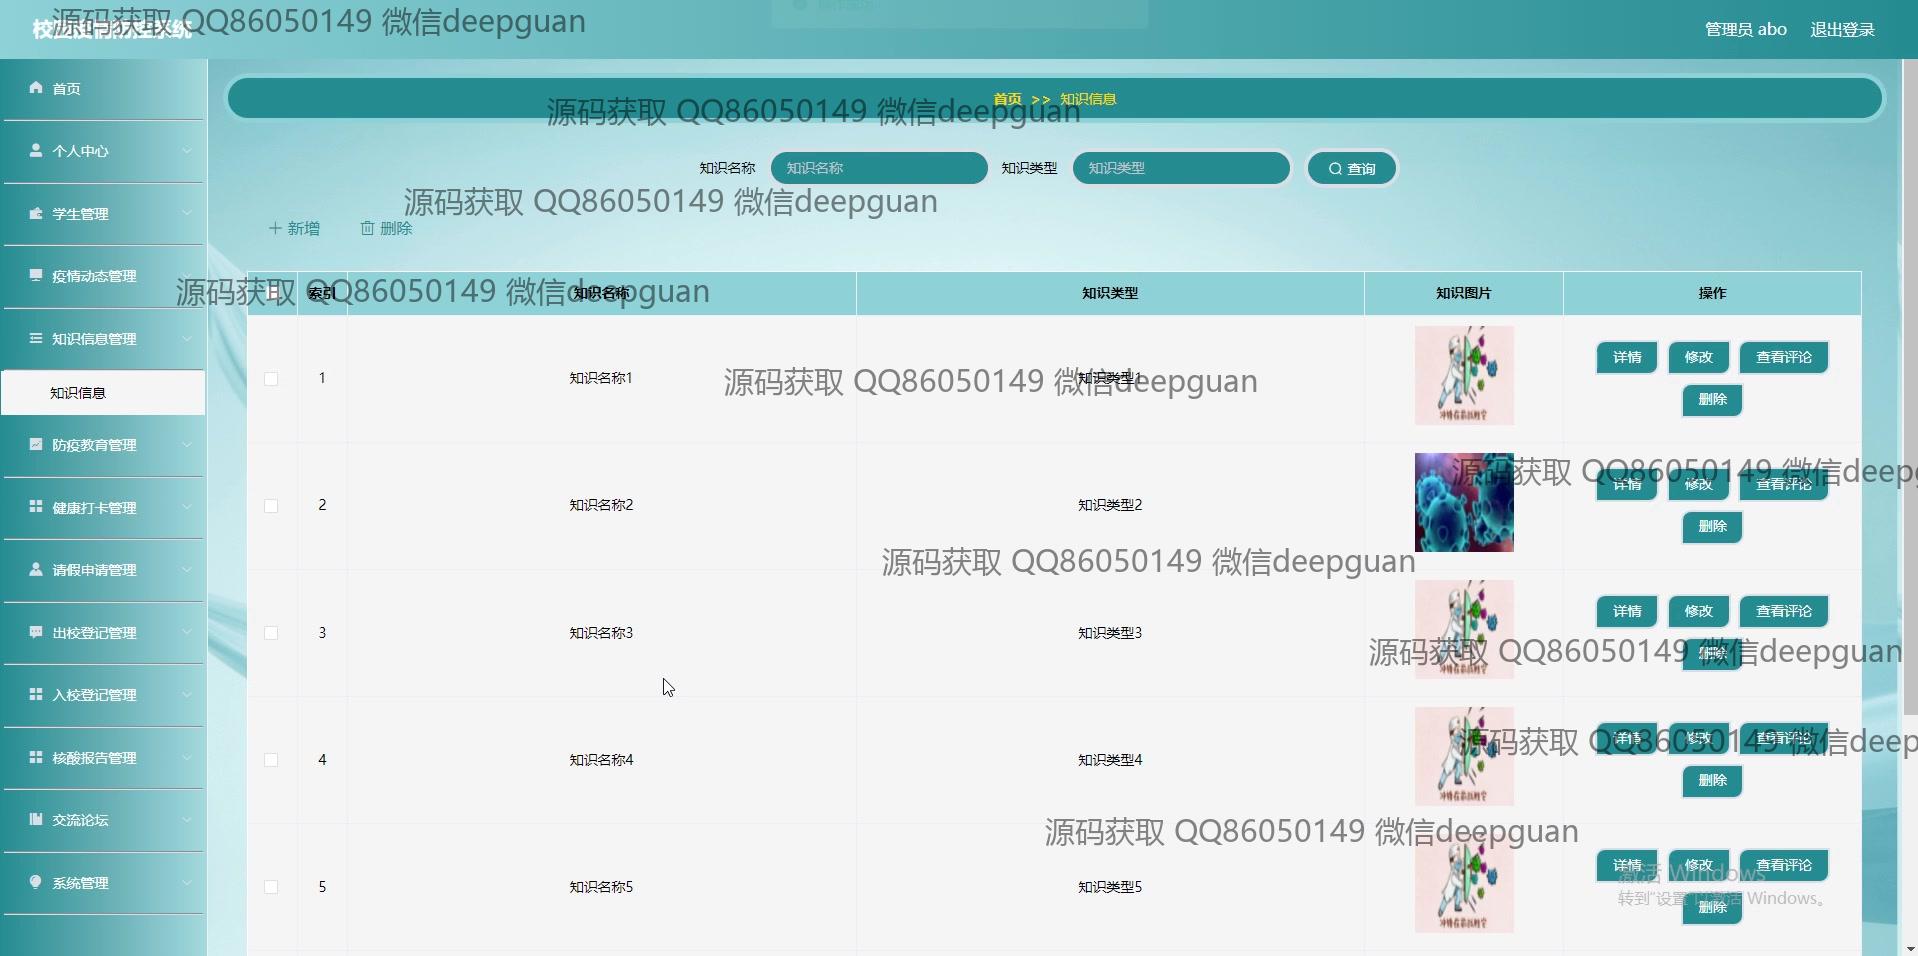 源码获取 QQ86050149 微信deepguan
管理员 abo 退出登录
首页
个人中心
学生管理
疫情动态管理
知识信息管理
知识信息
防疫教育管理
健康打卡管理
请假申请管理
出校登记管理
入校登记管理
核酸报告管理
交流论坛
系统管理
首页 >> 知识信息
源码获取 QQ86050149 微信deepguan
知识名称 知识名称 知识类型 知识类型 查询
源码获取 QQ86050149 微信deepguan
新增 删除
源码获取 QQ86050149 微信deepguan
索引 知识名称 知识类型 知识图片 操作
1 知识名称1 知识类型1 详情 修改 查看评论
删除
源码获取 QQ86050149 微信deepguan
源码获取 QQ86050149 微信deep
2 知识名称2 知识类型2 详情 修改 查看评论
删除
源码获取 QQ86050149 微信deepguan
3 知识名称3 知识类型3 详情 修改 查看评论
删除
源码获取 QQ86050149 微信deepguan
4 知识名称4 知识类型4 详情 修改 查看评论
删除
源码获取 QQ86050149 微信deep
源码获取 QQ86050149 微信deepguan
5 知识名称5 知识类型5 详情 修改 查看评论
删除
激活 Windows
转到"设置"以激活 Windows。